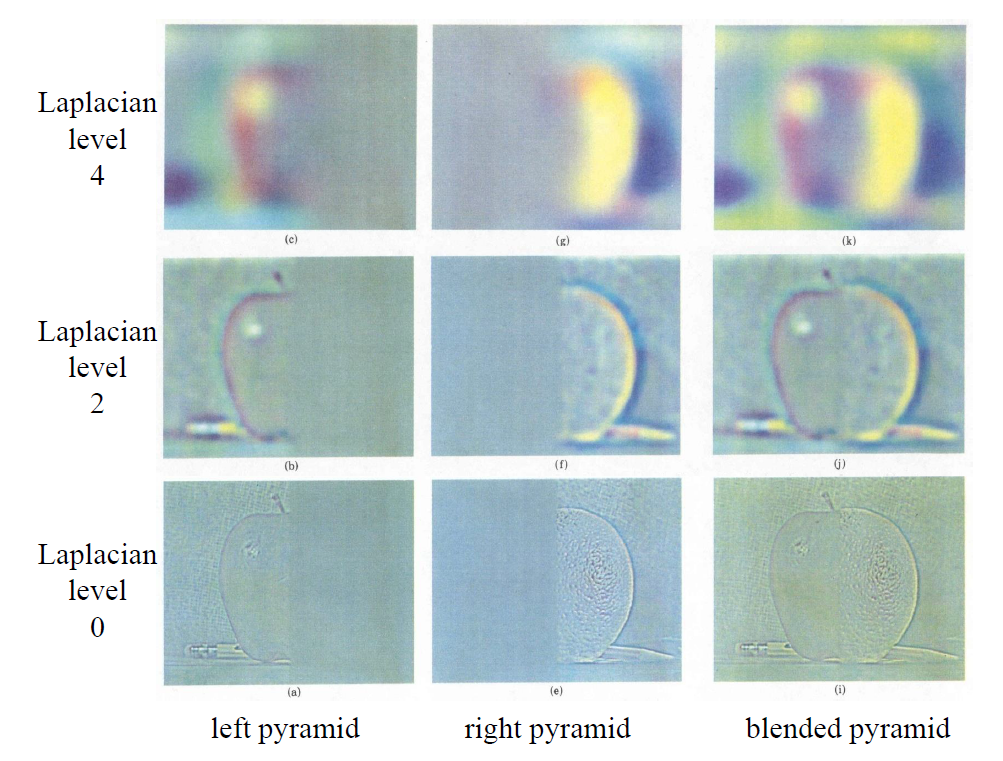 Laplacian
level
4
(c)
(g)
(k)
Laplacian
level
2
(b)
(f)
(j)
Laplacian
level
0
(a)
(e)
(i)
left pyramid
right pyramid
blended pyramid